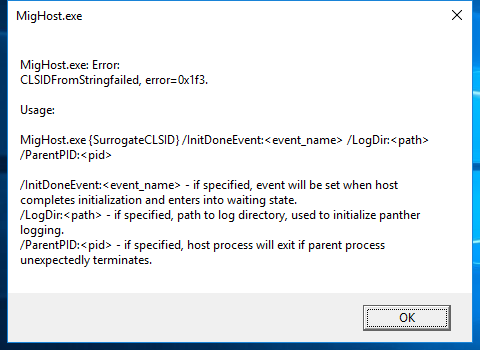 MigHost.exe
MigHost.exe: Error:
CLSIDFromStringfailed, error=0x1f3.
Usage:
MigHost.exe {SurrogateCLSID} /InitDoneEvent:<event_name> /LogDir:<path>
/ParentPID:<pid>
/InitDoneEvent:<event_name> - if specified, event will be set when host
completes initialization and enters into waiting state.
/LogDir:<path> - if specified, path to log directory, used to initialize panther
logging.
/ParentPID:<pid> - if specified, host process will exit if parent process
unexpectedly terminates.
OK